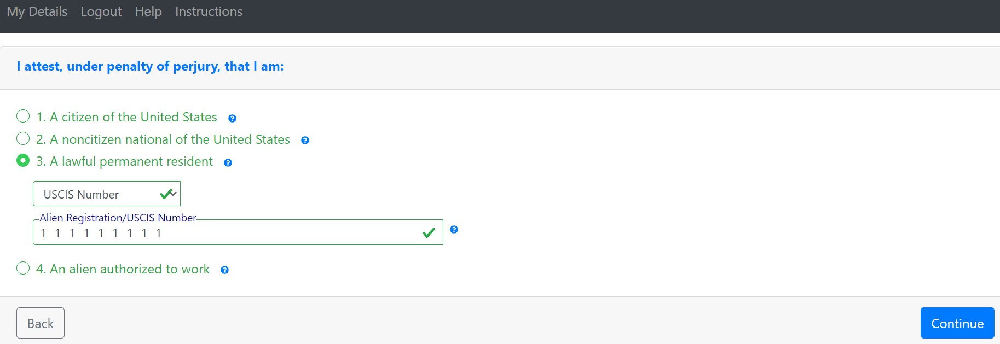 My Details Logout Help Instructions
I attest, under penalty of perjury, that I am:
1. A citizen of the United States ?
2. A noncitizen national of the United States ?
3. A lawful permanent resident ?
USCIS Number
Alien Registration/USCIS Number
1 1 1 1 1 1 1 1 1 ?
4. An alien authorized to work ?
Back Continue